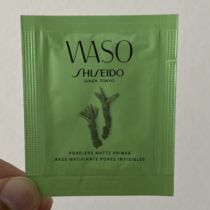 WASO
SHISEIDO
GINZA TOKYO
PORELESS MATTE PRIMER
BASE MATIFIANTE PORES INVISIBLES